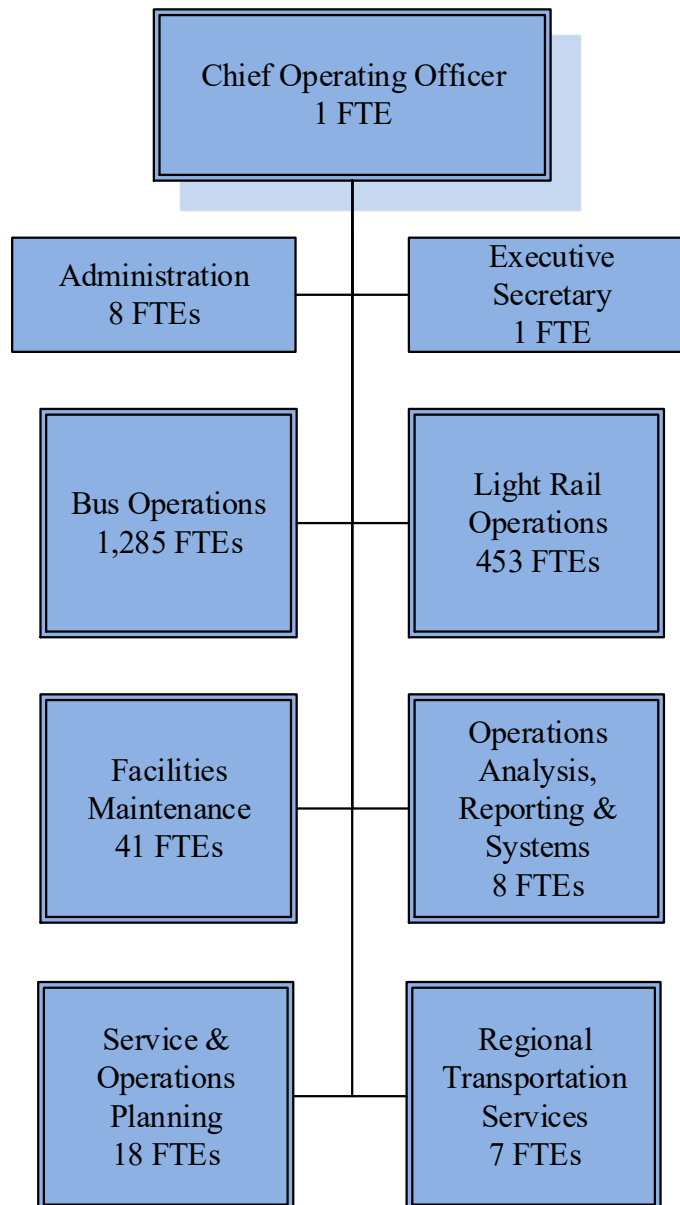 Chief Operating Officer
1 FTE
Administration
8 FTEs
Executive
Secretary
1 FTE
Bus Operations
1,285 FTEs
Light Rail
Operations
453 FTEs
Facilities
Maintenance
41 FTEs
Operations
Analysis,
Reporting &
Systems
8 FTEs
Service &
Operations
Planning
18 FTEs
Regional
Transportation
Services
7 FTEs